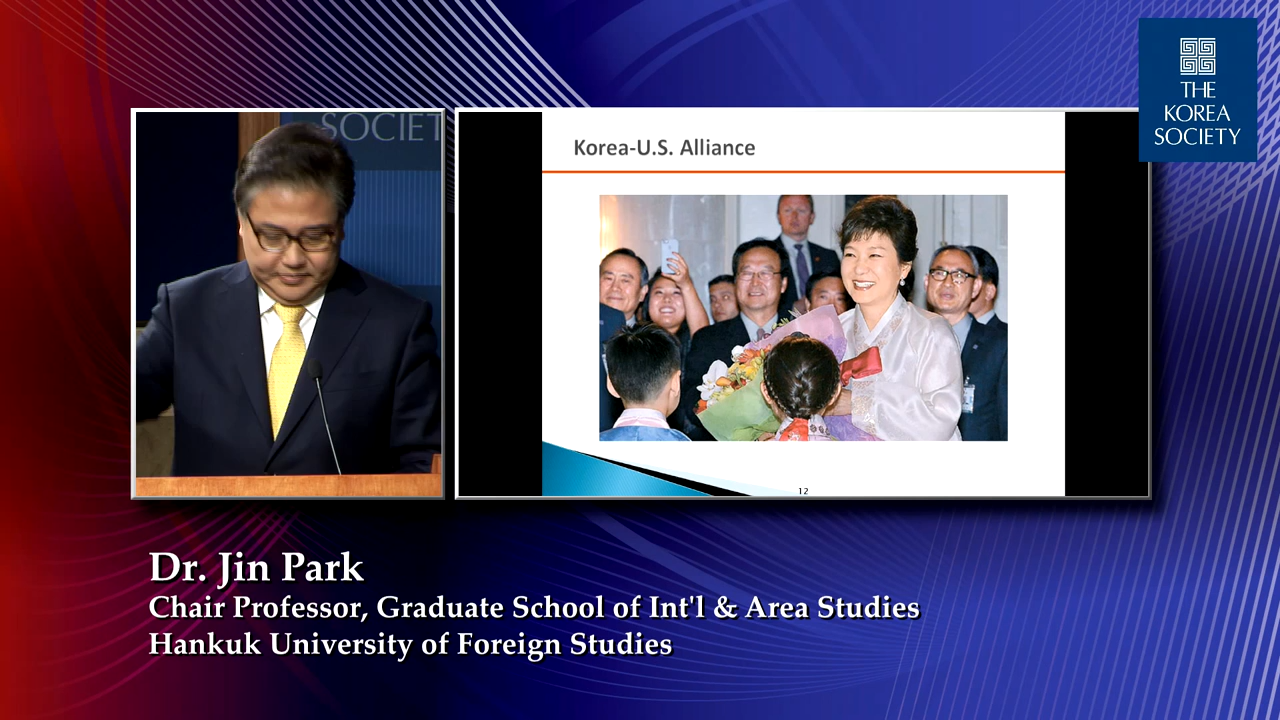 SOCIET
Korea-U.S. Alliance
12
THE
KOREA
SOCIETY
Dr. Jin Park
Chair Professor, Graduate School of Int'l & Area Studies
Hankuk University of Foreign Studies